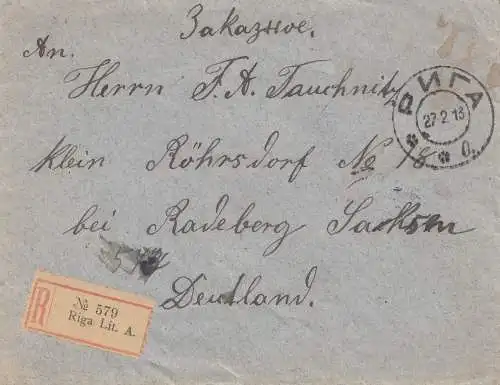 Заказное.
An.
Herrn F. A. Tauchnitz
РИГА
27 2 13
О.
Klein Röhrsdorf No 18
bei Radeberg Sachsen
Deutland.
R
№ 579
Riga Lit. A.